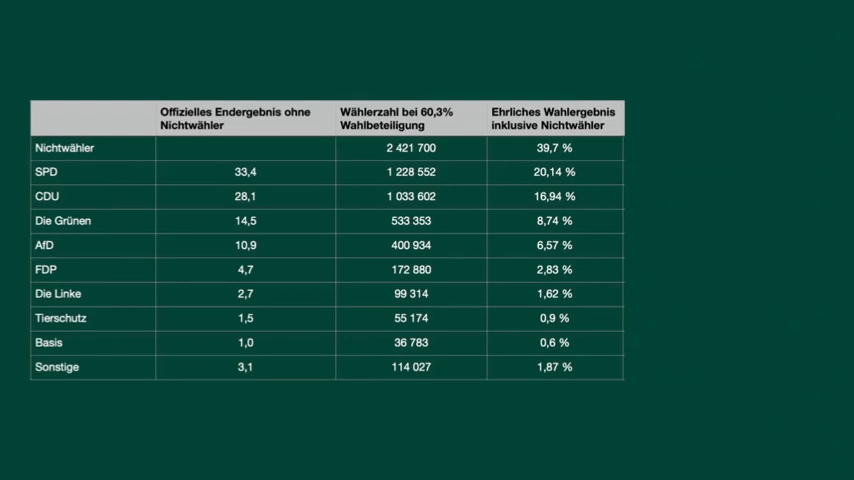 Offizielles Endergebnis ohne Nichtwähler Wählerzahl bei 60,3% Wahlbeteiligung Ehrliches Wahlergebnis inklusive Nichtwähler
Nichtwähler 2 421 700 39,7 %
SPD 33,4 1 228 552 20,14 %
CDU 28,1 1 033 602 16,94 %
Die Grünen 14,5 533 353 8,74 %
AfD 10,9 400 934 6,57 %
FDP 4,7 172 880 2,83 %
Die Linke 2,7 99 314 1,62 %
Tierschutz 1,5 55 174 0,9 %
Basis 1,0 36 783 0,6 %
Sonstige 3,1 114 027 1,87 %